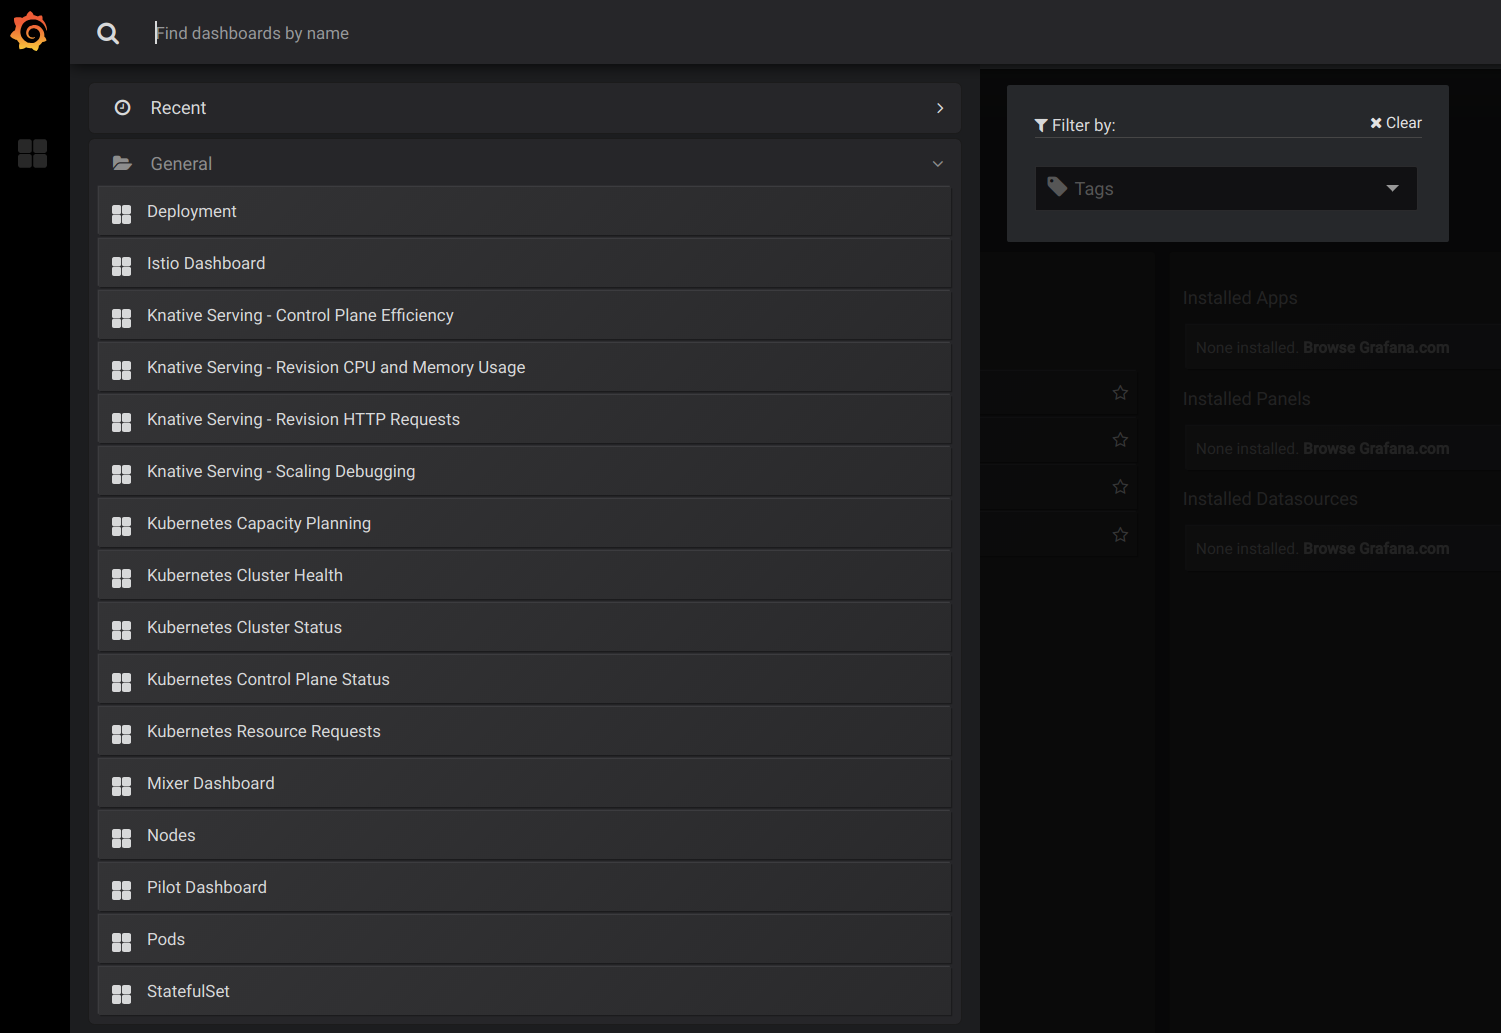 Find dashboards by name
Recent
General
Deployment
Istio Dashboard
Knative Serving - Control Plane Efficiency
Knative Serving - Revision CPU and Memory Usage
Knative Serving - Revision HTTP Requests
Knative Serving - Scaling Debugging
Kubernetes Capacity Planning
Kubernetes Cluster Health
Kubernetes Cluster Status
Kubernetes Control Plane Status
Kubernetes Resource Requests
Mixer Dashboard
Nodes
Pilot Dashboard
Pods
StatefulSet
Filter by:
Clear
Tags
Installed Apps
None installed. Browse Grafana.com
Installed Panels
None installed. Browse Grafana.com
Installed Datasources
None installed. Browse Grafana.com